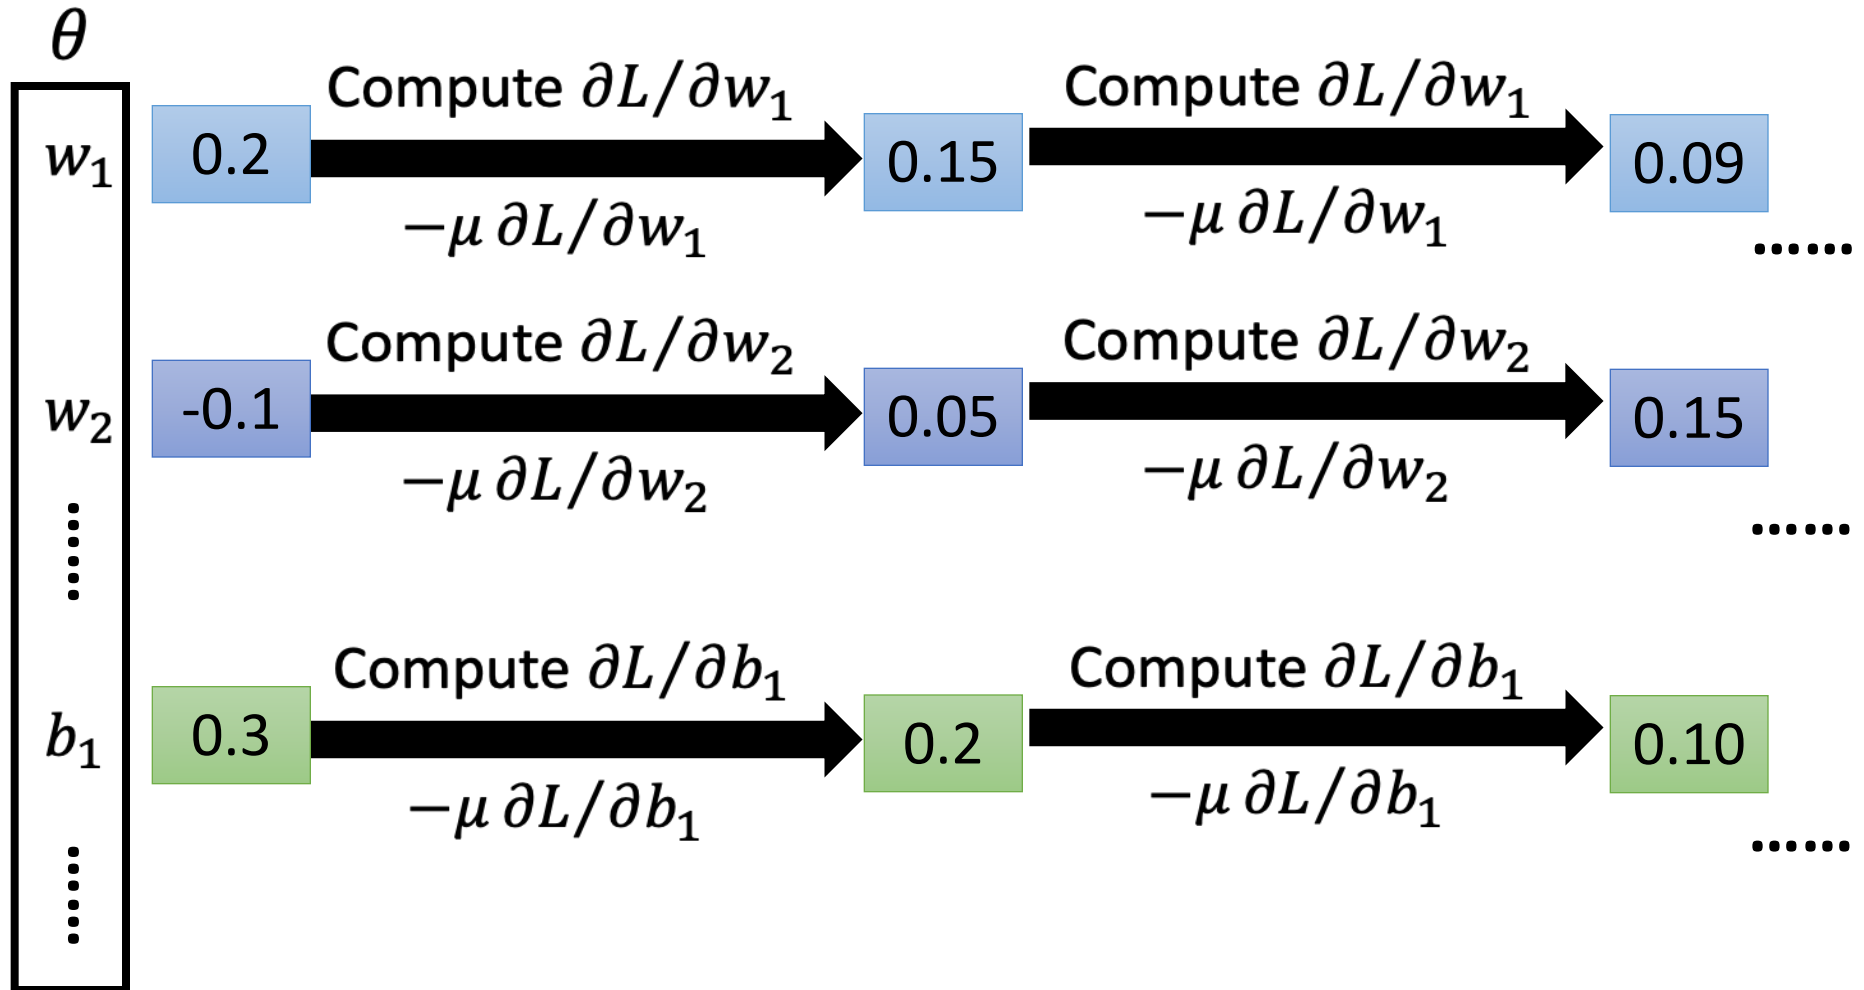 θ
Compute ∂L/∂w₁ Compute ∂L/∂w₁
w₁ 0.2 0.15 0.09
−μ ∂L/∂w₁ −μ ∂L/∂w₁
......
Compute ∂L/∂w₂ Compute ∂L/∂w₂
w₂ -0.1 0.05 0.15
−μ ∂L/∂w₂ −μ ∂L/∂w₂
...... ......
Compute ∂L/∂b₁ Compute ∂L/∂b₁
b₁ 0.3 0.2 0.10
−μ ∂L/∂b₁ −μ ∂L/∂b₁
...... ......